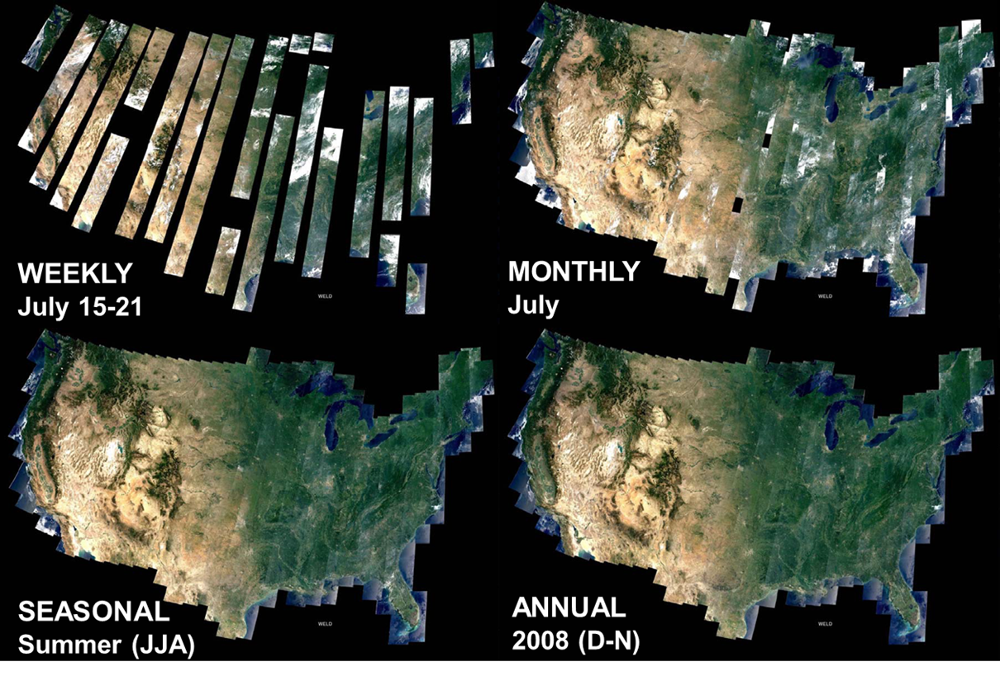 WEEKLY
July 15-21
WELD
MONTHLY
July
WELD
SEASONAL
Summer (JJA)
WELD
ANNUAL
2008 (D-N)
WELD